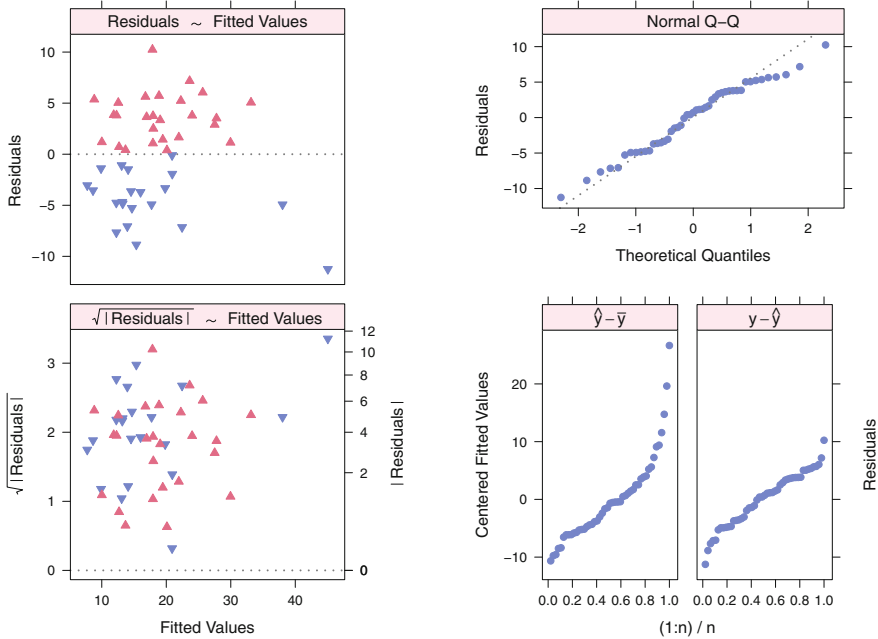 Residuals ~ Fitted Values
Residuals
10
5
0
−5
−10
Normal Q−Q
Residuals
10
5
0
−5
−10
−2 −1 0 1 2
Theoretical Quantiles
√|Residuals| ~ Fitted Values
√|Residuals|
3
2
1
0
12
10
8
6
4
2
0
0
| Residuals |
10 20 30 40
Fitted Values
ŷ − ȳ
y − ŷ
Centered Fitted Values
20
10
0
−10
Residuals
0.0 0.2 0.4 0.6 0.8 1.0 0.0 0.2 0.4 0.6 0.8 1.0
(1:n) / n